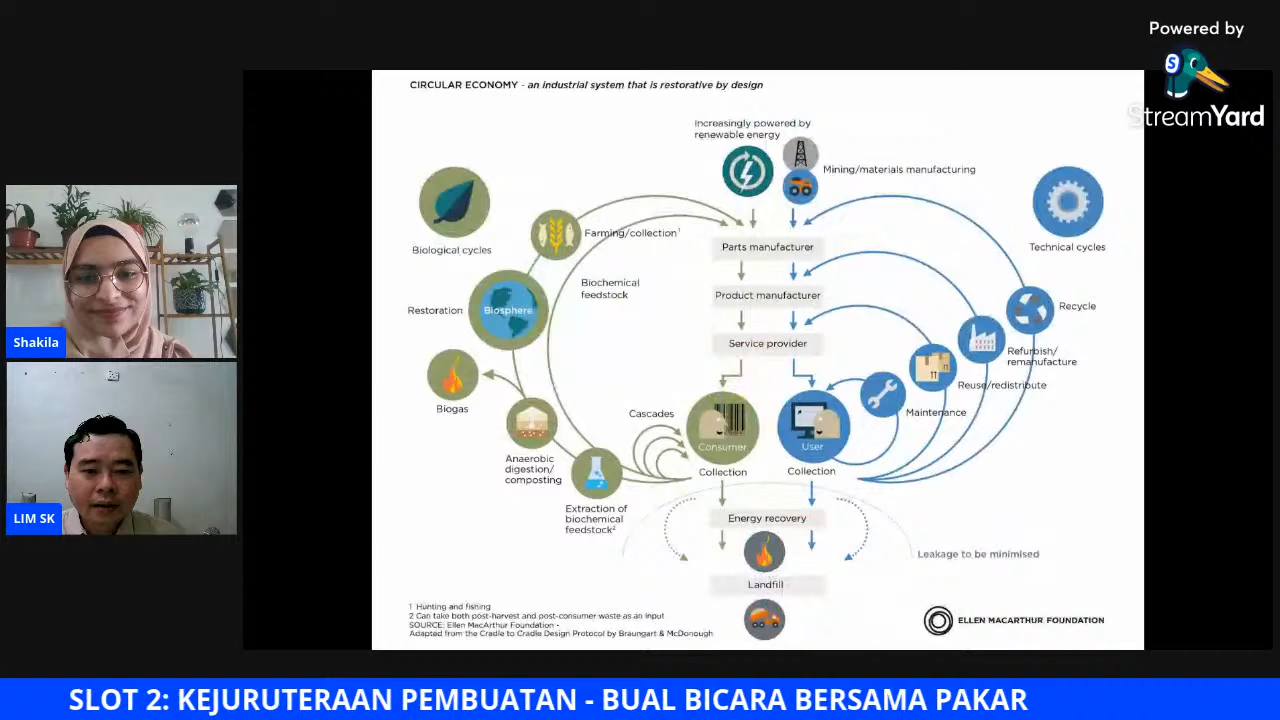 Powered by
StreamYard
CIRCULAR ECONOMY - an industrial system that is restorative by design
Increasingly powered by
renewable energy
Mining/materials manufacturing
Biological cycles
Farming/collection¹
Parts manufacturer
Technical cycles
Biochemical
feedstock
Product manufacturer
Restoration
Biosphere
Recycle
Shakila
Service provider
Refurbish/
remanufacture
Reuse/redistribute
Biogas
Cascades
Maintenance
Consumer
User
Anaerobic
digestion/
composting
Collection
Collection
Extraction of
biochemical
feedstock²
LIM SK
Energy recovery
Leakage to be minimised
Landfill
1 Hunting and fishing
2 Can take both post-harvest and post-consumer waste as an input
SOURCE: Ellen MacArthur Foundation -
Adapted from the Cradle to Cradle Design Protocol by Braungart & McDonough
ELLEN MACARTHUR FOUNDATION
SLOT 2: KEJURUTERAAN PEMBUATAN - BUAL BICARA BERSAMA PAKAR